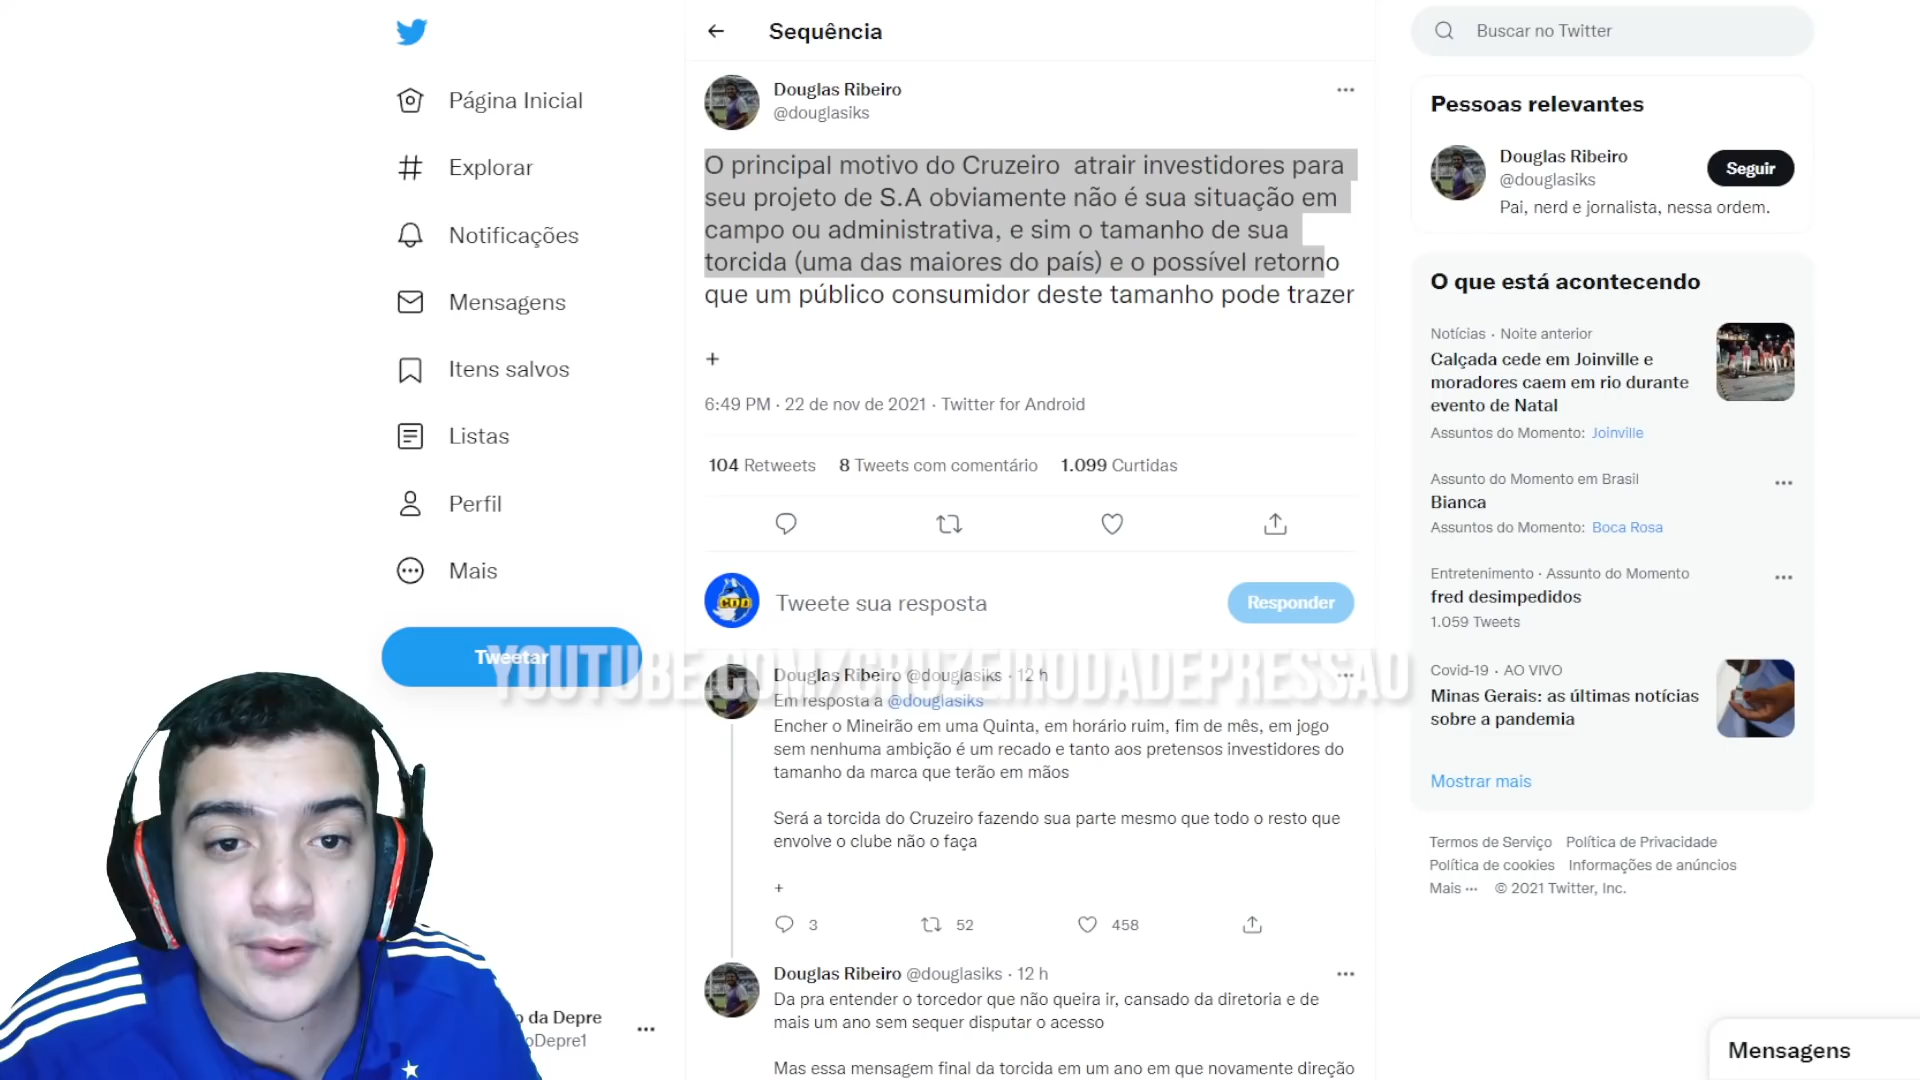 Página Inicial
Explorar
Notificações
Mensagens
Itens salvos
Listas
Perfil
Mais
Tweetar
o da Depre
oDepre1
Sequência
Douglas Ribeiro
@douglasiks
O principal motivo do Cruzeiro atrair investidores para
seu projeto de S.A obviamente não é sua situação em
campo ou administrativa, e sim o tamanho de sua
torcida (uma das maiores do país) e o possível retorno
que um público consumidor deste tamanho pode trazer
+
6:49 PM · 22 de nov de 2021 · Twitter for Android
104 Retweets 8 Tweets com comentário 1.099 Curtidas
CDD
Tweete sua resposta
Responder
YOUTUBE.COM/CRUZEIRODADEPRESSAO
Douglas Ribeiro @douglasiks · 12 h
Em resposta a @douglasiks
Encher o Mineirão em uma Quinta, em horário ruim, fim de mês, em jogo
sem nenhuma ambição é um recado e tanto aos pretensos investidores do
tamanho da marca que terão em mãos
Será a torcida do Cruzeiro fazendo sua parte mesmo que todo o resto que
envolve o clube não o faça
+
3 52 458
Douglas Ribeiro @douglasiks · 12 h
Da pra entender o torcedor que não queira ir, cansado da diretoria e de
mais um ano sem sequer disputar o acesso
Mas essa mensagem final da torcida em um ano em que novamente direção
Buscar no Twitter
Pessoas relevantes
Douglas Ribeiro
@douglasiks
Seguir
Pai, nerd e jornalista, nessa ordem.
O que está acontecendo
Notícias · Noite anterior
Calçada cede em Joinville e
moradores caem em rio durante
evento de Natal
Assuntos do Momento: Joinville
Assunto do Momento em Brasil
Bianca
Assuntos do Momento: Boca Rosa
Entretenimento · Assunto do Momento
fred desimpedidos
1.059 Tweets
Covid-19 · AO VIVO
Minas Gerais: as últimas notícias
sobre a pandemia
Mostrar mais
Termos de Serviço Política de Privacidade
Política de cookies Informações de anúncios
Mais ··· © 2021 Twitter, Inc.
Mensagens